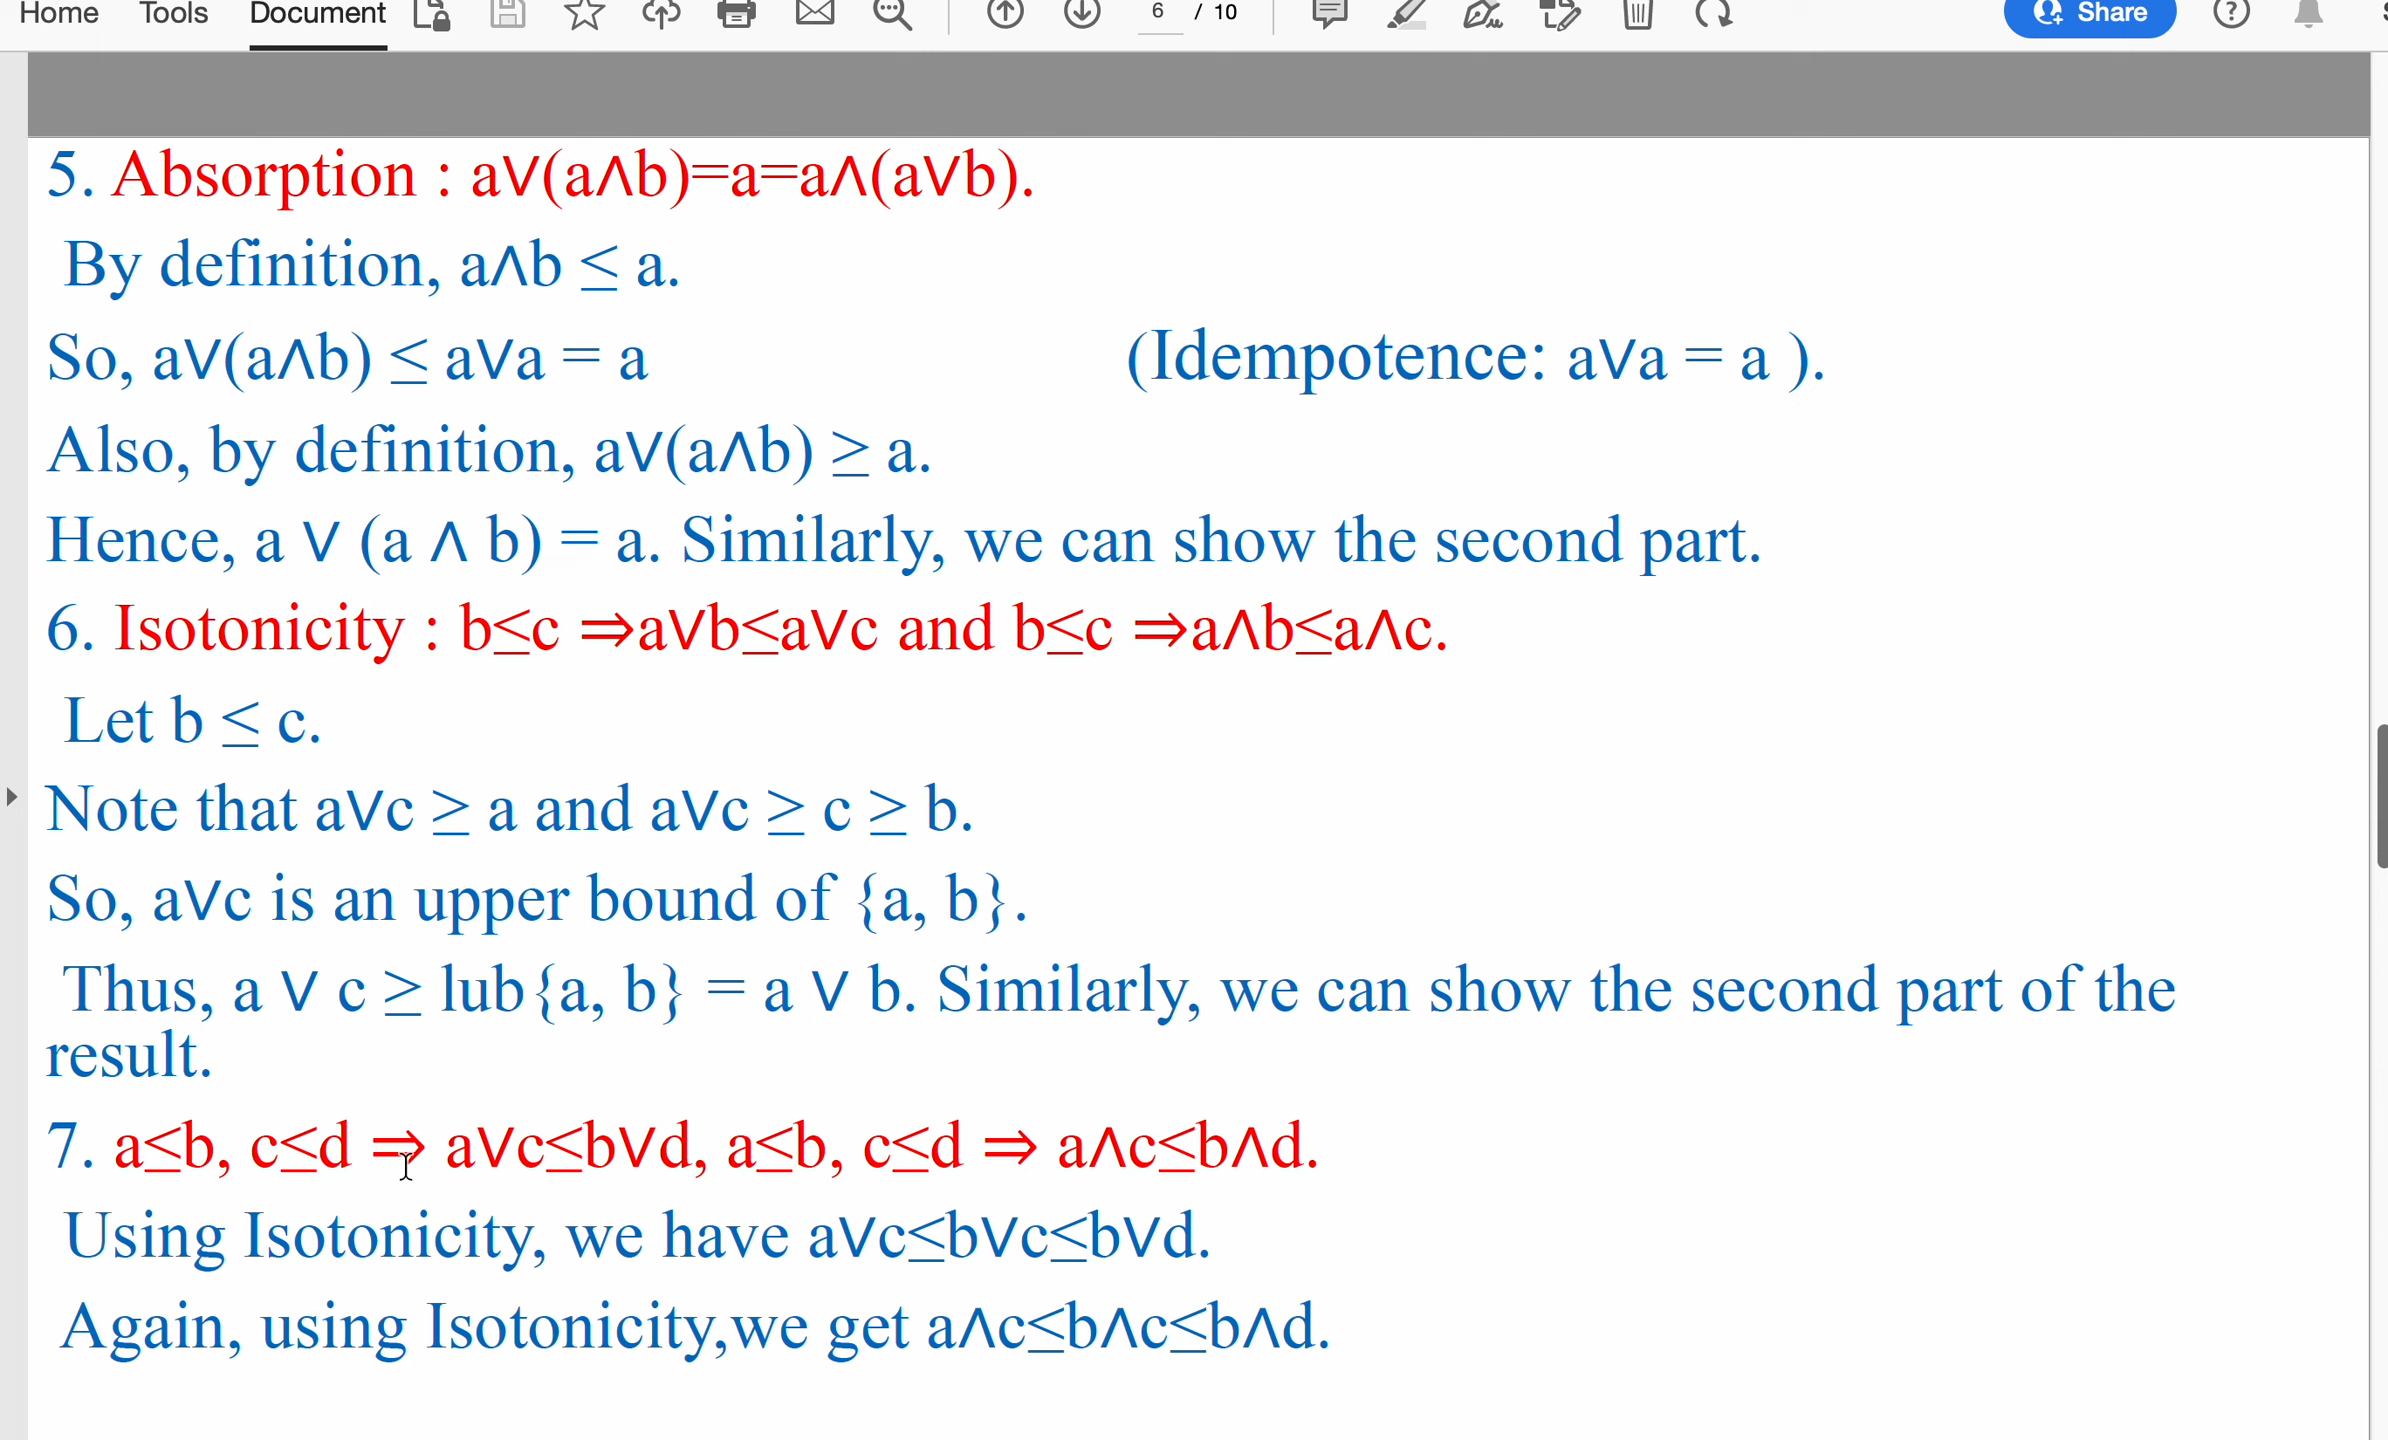 Home Tools Document 6 / 10 Share
5. Absorption : a∨(a∧b)=a=a∧(a∨b).
By definition, a∧b ≤ a.
So, a∨(a∧b) ≤ a∨a = a (Idempotence: a∨a = a ).
Also, by definition, a∨(a∧b) ≥ a.
Hence, a ∨ (a ∧ b) = a. Similarly, we can show the second part.
6. Isotonicity : b≤c ⇒a∨b≤a∨c and b≤c ⇒a∧b≤a∧c.
Let b ≤ c.
Note that a∨c ≥ a and a∨c ≥ c ≥ b.
So, a∨c is an upper bound of {a, b}.
Thus, a ∨ c ≥ lub{a, b} = a ∨ b. Similarly, we can show the second part of the
result.
7. a≤b, c≤d ⇒ a∨c≤b∨d, a≤b, c≤d ⇒ a∧c≤b∧d.
Using Isotonicity, we have a∨c≤b∨c≤b∨d.
Again, using Isotonicity,we get a∧c≤b∧c≤b∧d.